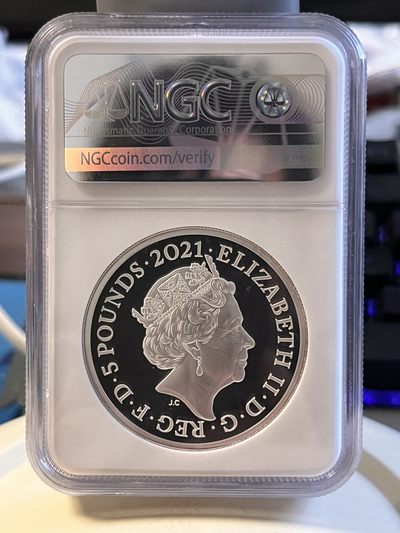 NGC
Numismatic Guaranty Corporation
NGCcoin.com/verify
ELIZABETH II · D · G · REG · F · D · 5 POUNDS · 2021 ·
J.C